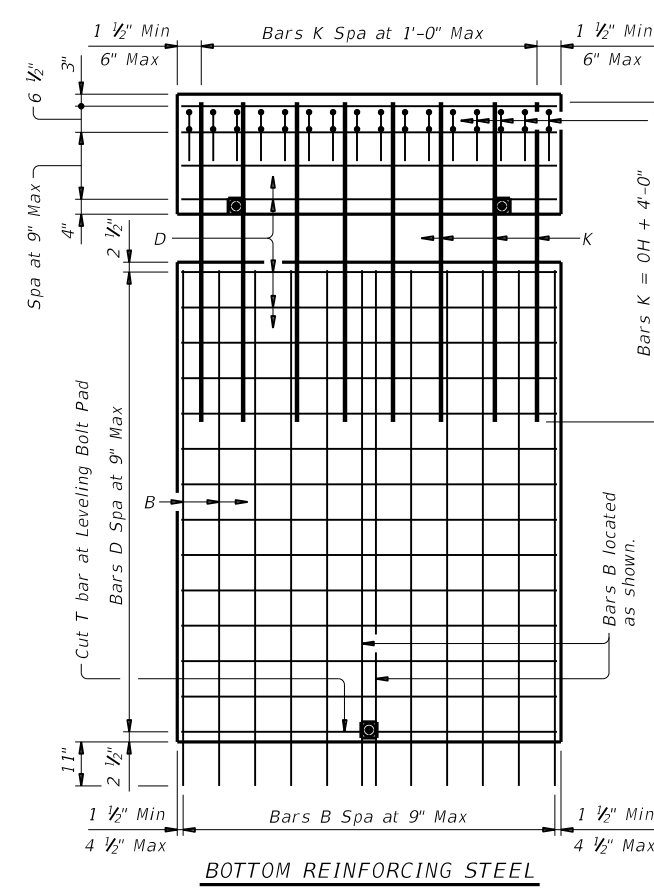 1 ½" Min
6" Max
Bars K Spa at 1'-0" Max
1 ½" Min
6" Max
3"
6 ½"
Spa at 9" Max
4"
2 ½"
D
K
Bars K = OH + 4'-0"
Cut T bar at Leveling Bolt Pad
Bars D Spa at 9" Max
B
Bars B located
as shown.
11"
2 ½"
1 ½" Min
4 ½" Max
Bars B Spa at 9" Max
1 ½" Min
4 ½" Max
BOTTOM REINFORCING STEEL